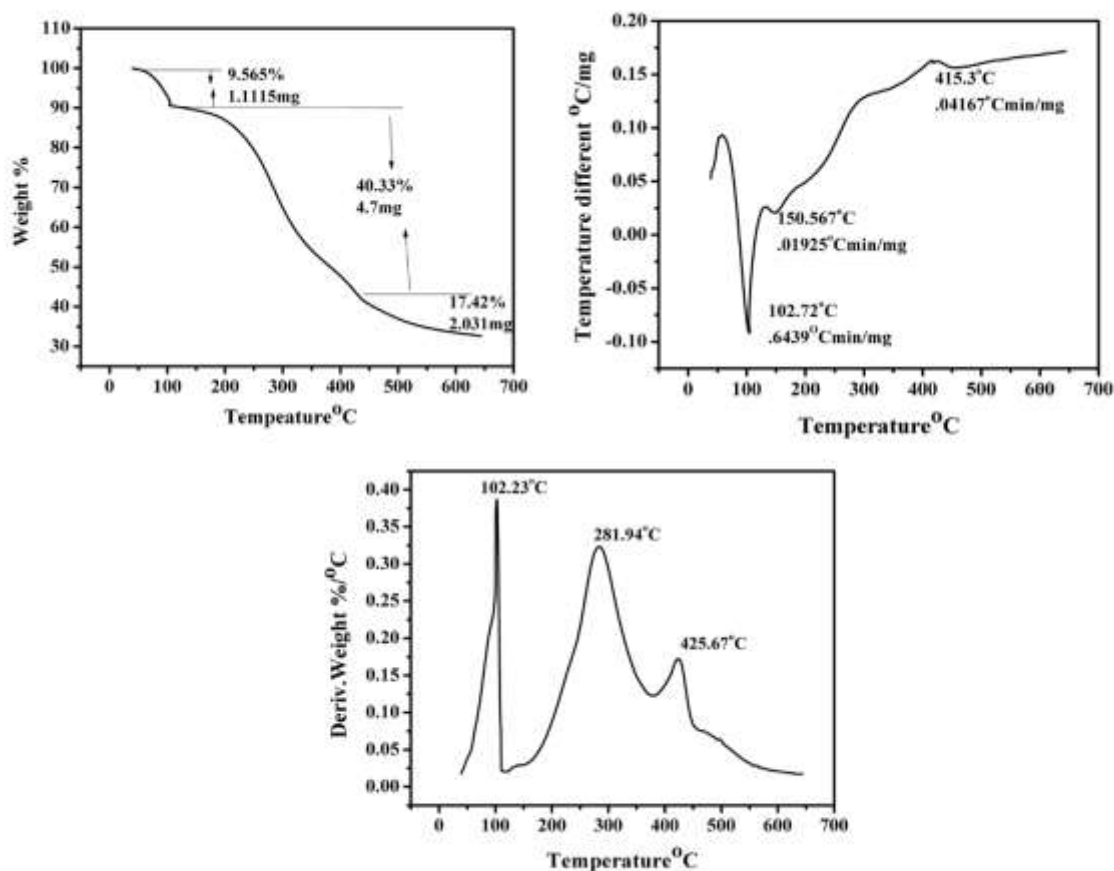 110
100
90
80
70
60
50
40
30
Weight %
9.565%
1.1115mg
40.33%
4.7mg
17.42%
2.031mg
0 100 200 300 400 500 600 700
Tempeature°C
0.20
0.15
0.10
0.05
0.00
-0.05
-0.10
Temperature different °C/mg
415.3°C
.04167°Cmin/mg
150.567°C
.01925°Cmin/mg
102.72°C
.6439°Cmin/mg
0 100 200 300 400 500 600 700
Temperature°C
0.40
0.35
0.30
0.25
0.20
0.15
0.10
0.05
0.00
Deriv.Weight %/°C
102.23°C
281.94°C
425.67°C
0 100 200 300 400 500 600 700
Temperature°C